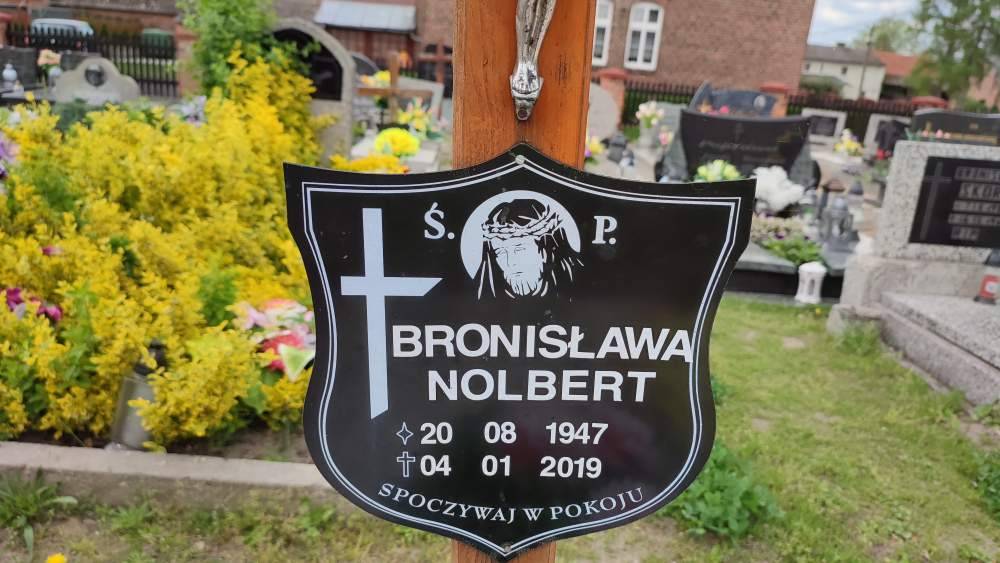 Ś. P.
BRONISŁAWA
NOLBERT
20 08 1947
04 01 2019
SPOCZYWAJ W POKOJU